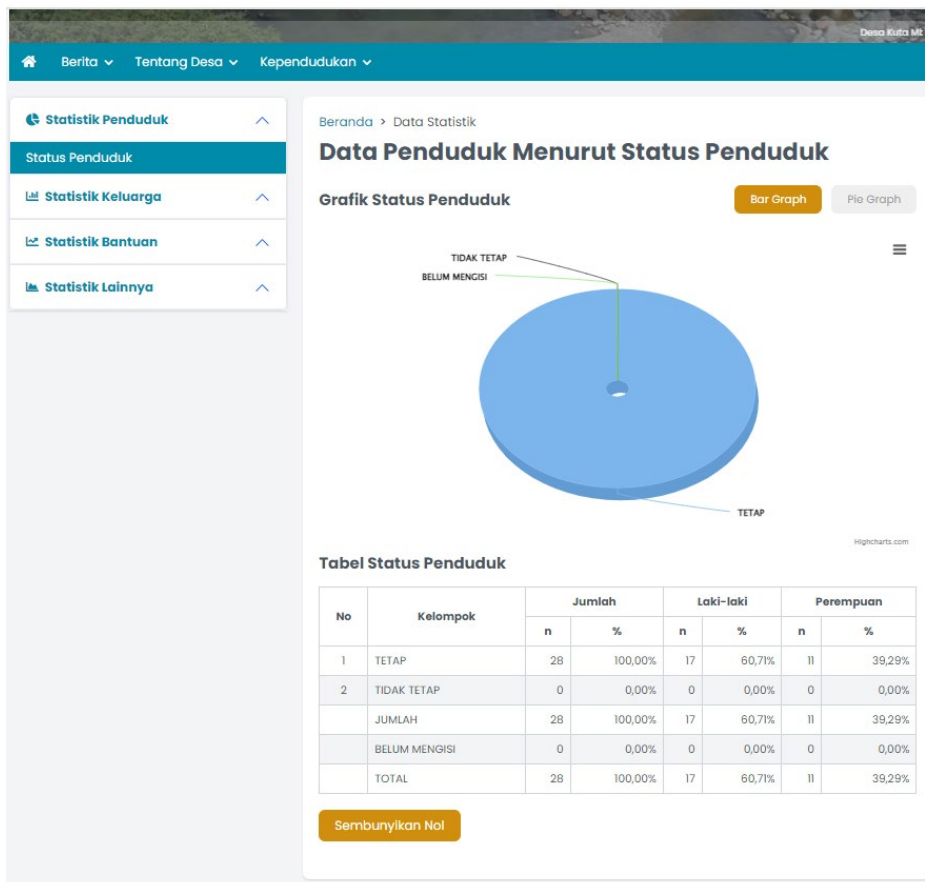 Desa Kuta Mb
Berita
Tentang Desa
Kependudukan
Statistik Penduduk
Status Penduduk
Statistik Keluarga
Statistik Bantuan
Statistik Lainnya
Beranda > Data Statistik
Data Penduduk Menurut Status Penduduk
Grafik Status Penduduk
Bar Graph
Pie Graph
TIDAK TETAP
BELUM MENGISI
TETAP
Highcharts.com
Tabel Status Penduduk
No Kelompok Jumlah Laki-laki Perempuan
n % n % n %
1 TETAP 28 100,00% 17 60,71% 11 39,29%
2 TIDAK TETAP 0 0,00% 0 0,00% 0 0,00%
JUMLAH 28 100,00% 17 60,71% 11 39,29%
BELUM MENGISI 0 0,00% 0 0,00% 0 0,00%
TOTAL 28 100,00% 17 60,71% 11 39,29%
Sembunyikan Nol